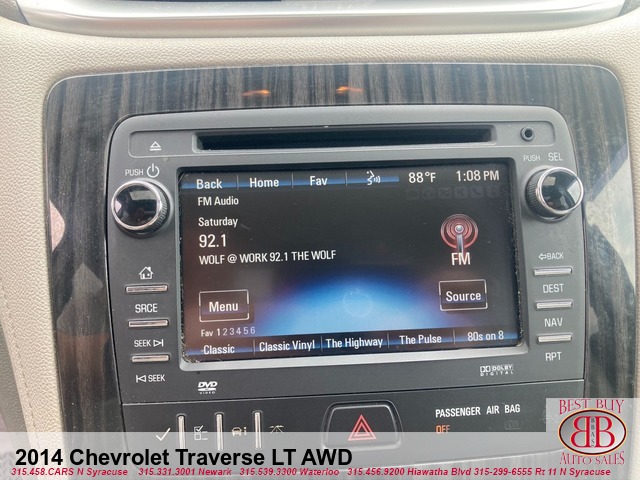 PUSH
PUSH SEL
Back Home Fav 88°F 1:08 PM
FM Audio
Saturday
92.1
WOLF @ WORK 92.1 THE WOLF
FM
BACK
SRCE
DEST
Menu
Source
SEEK
NAV
Fav 1 2 3 4 5 6
Classic Classic Vinyl The Highway The Pulse 80s on 8
SEEK
RPT
DVD
VIDEO
DOLBY
DIGITAL
PASSENGER AIR BAG
OFF
BEST BUY
BB
AUTO SALES
2014 Chevrolet Traverse LT AWD
315.458.CARS N Syracuse 315.331.3001 Newark 315.539.3300 Waterloo 315.456.9200 Hiawatha Blvd 315-299-6555 Rt 11 N Syracuse